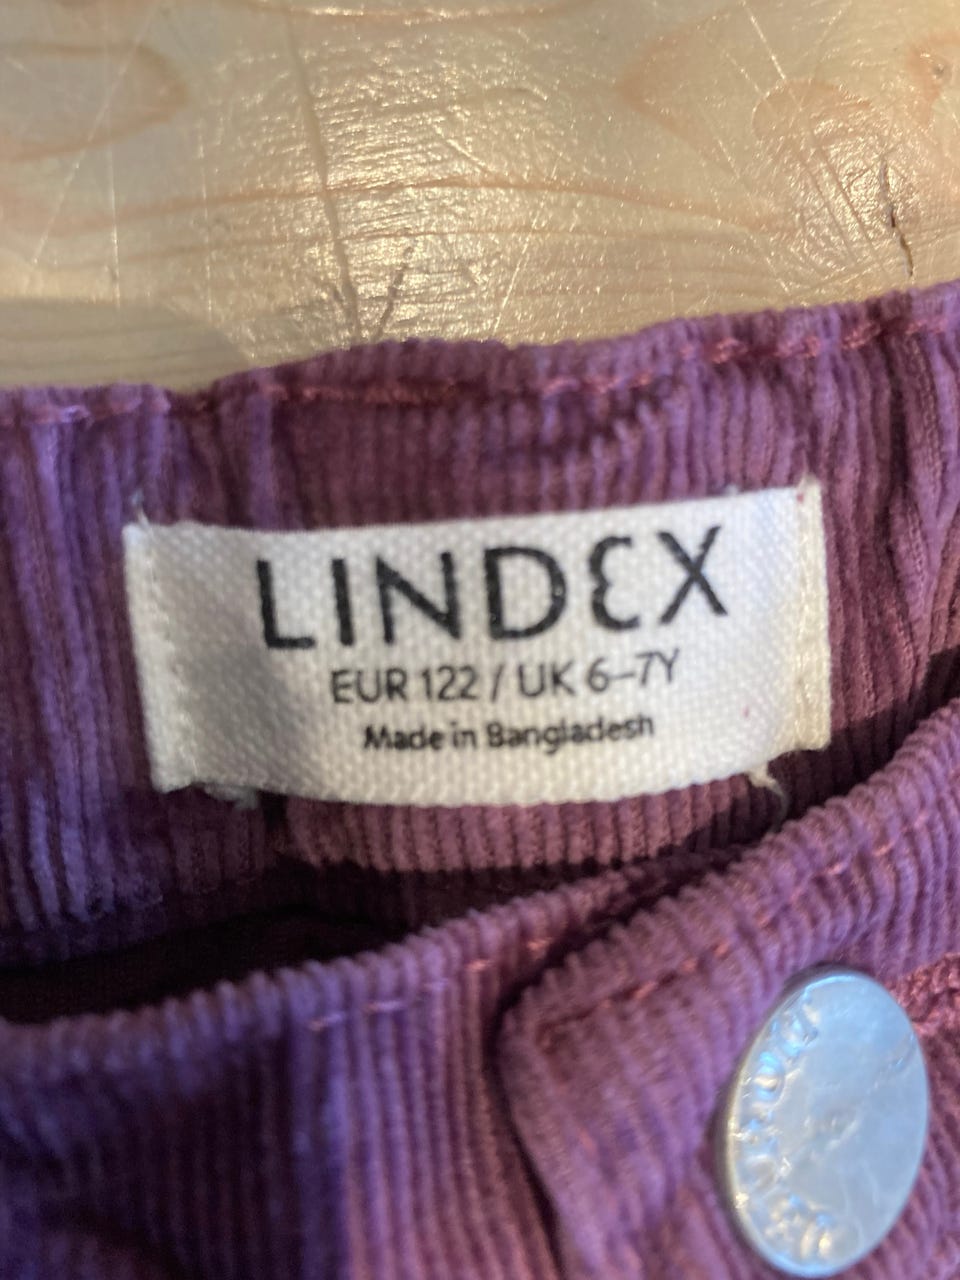 LINDEX
EUR 122 / UK 6–7Y
Made in Bangladesh